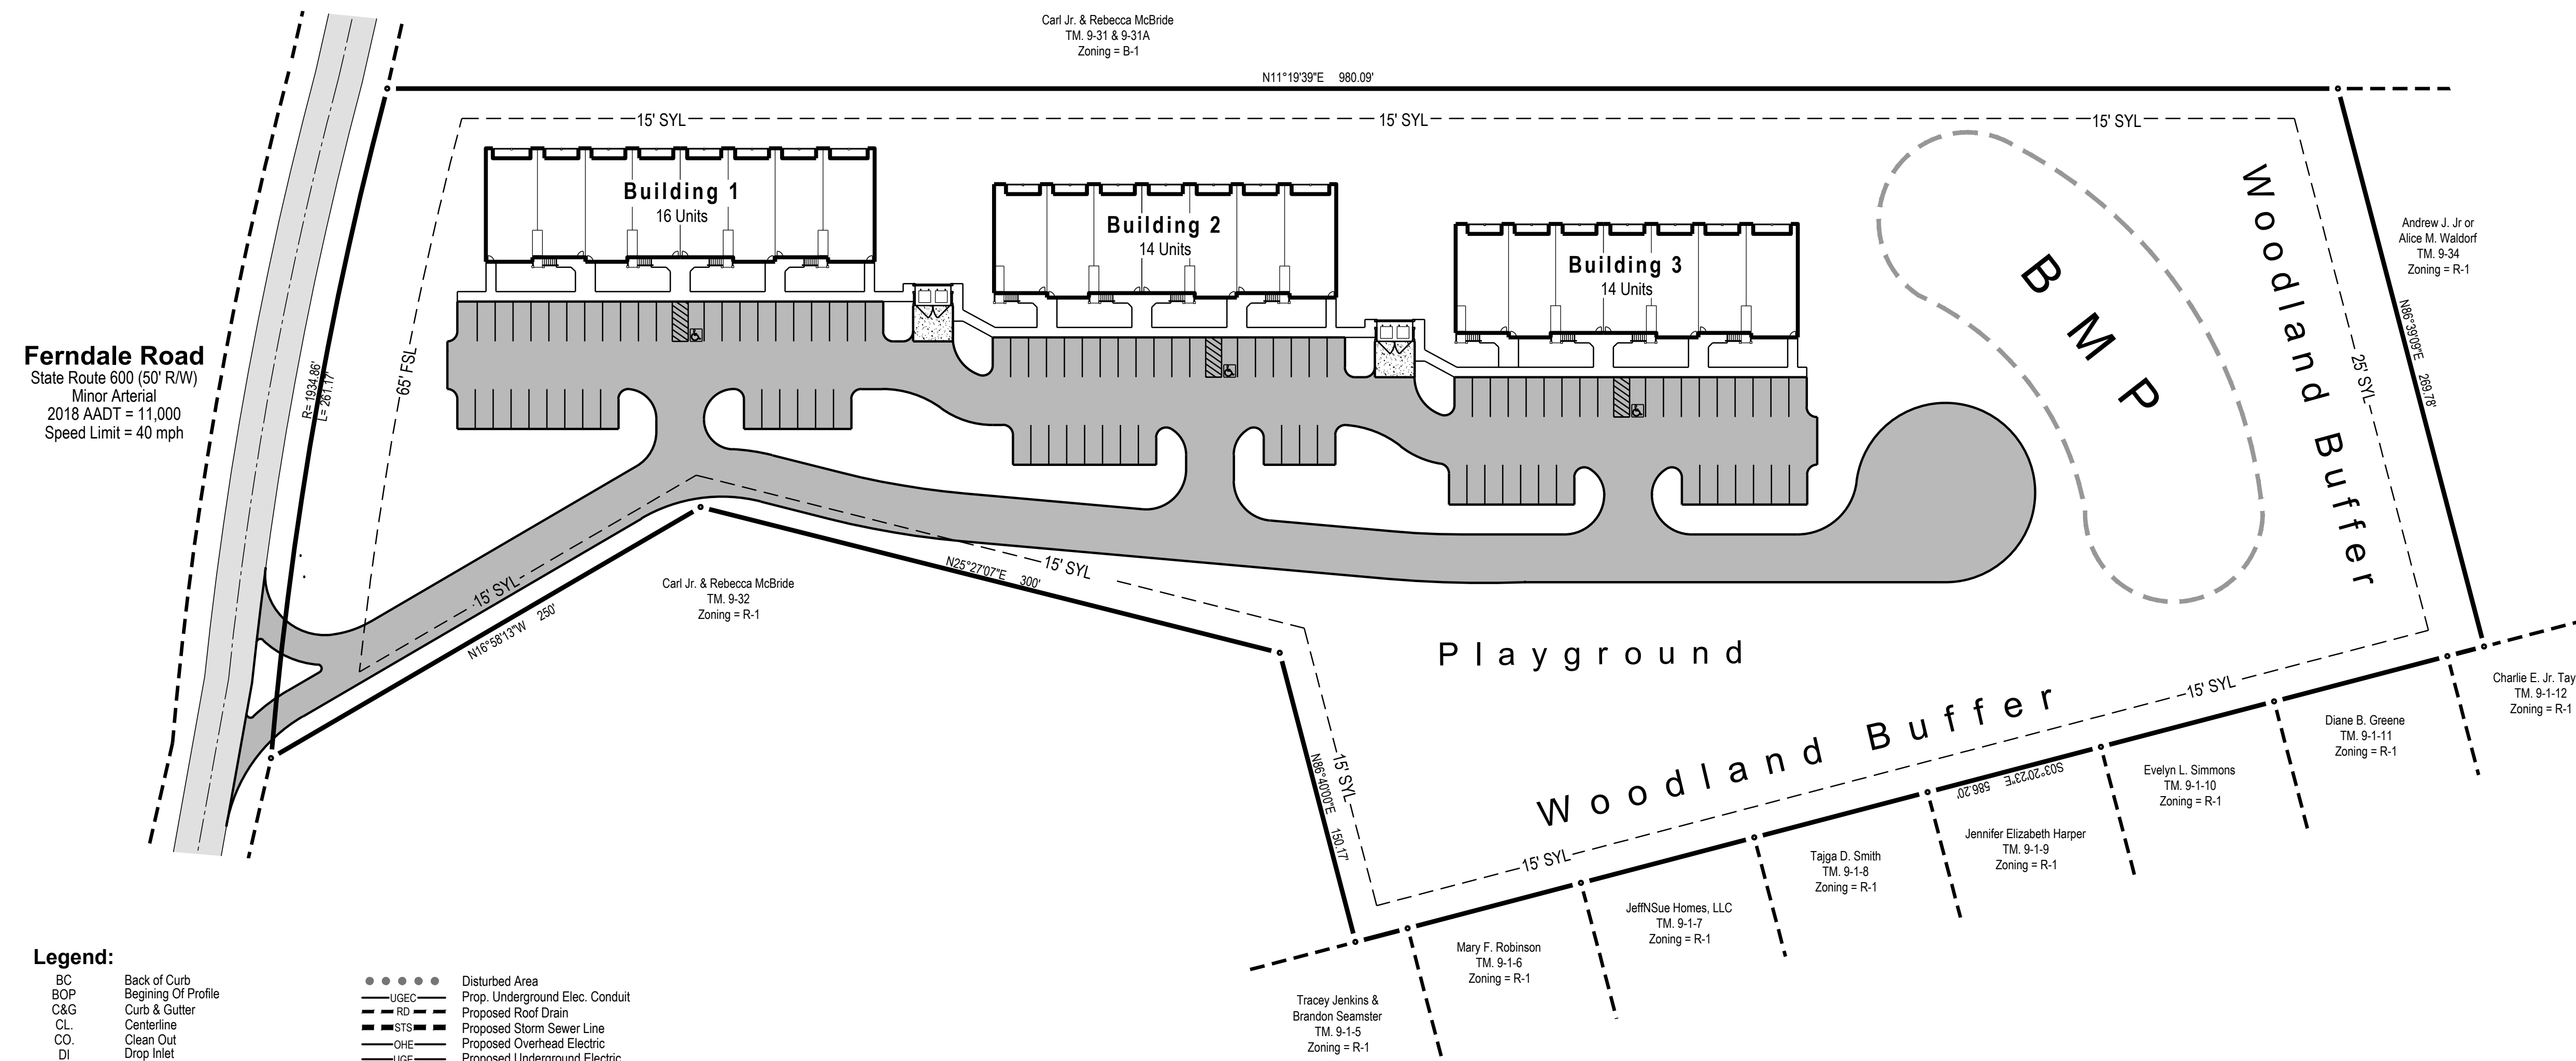 Carl Jr. & Rebecca McBride
TM. 9-31 & 9-31A
Zoning = B-1
N11°19'39"E 980.09'
15' SYL
15' SYL
15' SYL
Building 1
16 Units
Building 2
14 Units
Building 3
14 Units
BMP
Woodland Buffer
25' SYL
N86°39'09"E 269.78'
Andrew J. Jr or
Alice M. Waldorf
TM. 9-34
Zoning = R-1
Ferndale Road
State Route 600 (50' R/W)
Minor Arterial
2018 AADT = 11,000
Speed Limit = 40 mph
R= 1934.86'
L= 261.17'
65' FSL
15' SYL
N16°58'13"W 250'
Carl Jr. & Rebecca McBride
TM. 9-32
Zoning = R-1
N25°27'07"E 300'
15' SYL
Playground
Woodland Buffer
15' SYL
N86°40'00"E 150.17'
15' SYL
15' SYL
S03°20'23"E 586.20'
Charlie E. Jr. Tay
TM. 9-1-12
Zoning = R-1
Diane B. Greene
TM. 9-1-11
Zoning = R-1
Evelyn L. Simmons
TM. 9-1-10
Zoning = R-1
Jennifer Elizabeth Harper
TM. 9-1-9
Zoning = R-1
Tajga D. Smith
TM. 9-1-8
Zoning = R-1
JeffNSue Homes, LLC
TM. 9-1-7
Zoning = R-1
Mary F. Robinson
TM. 9-1-6
Zoning = R-1
Tracey Jenkins &
Brandon Seamster
TM. 9-1-5
Zoning = R-1
Legend:
BC Back of Curb
BOP Begining Of Profile
C&G Curb & Gutter
CL. Centerline
CO. Clean Out
DI Drop Inlet
Disturbed Area
UGEC Prop. Underground Elec. Conduit
RD Proposed Roof Drain
STS Proposed Storm Sewer Line
OHE Proposed Overhead Electric
UGE Proposed Underground Electric